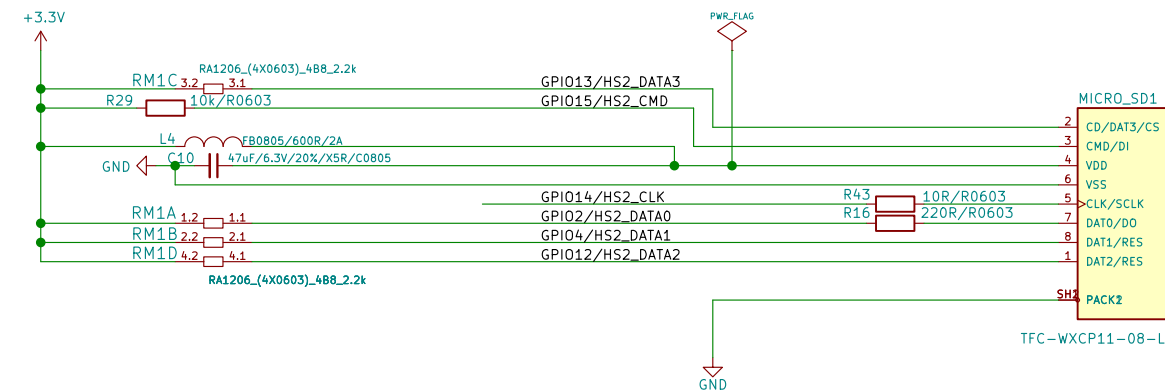 +3.3V
PWR_FLAG
RA1206_(4X0603)_4B8_2.2k
RM1C 3.2 3.1
GPIO13/HS2_DATA3
R29 10k/R0603
GPIO15/HS2_CMD
MICRO_SD1
2 CD/DAT3/CS
L4 FB0805/600R/2A
3 CMD/DI
GND C10 47uF/6.3V/20%/X5R/C0805
4 VDD
6 VSS
GPIO14/HS2_CLK
R43 10R/R0603
5 CLK/SCLK
RM1A 1.2 1.1
GPIO2/HS2_DATA0
R16 220R/R0603
7 DAT0/DO
RM1B 2.2 2.1
GPIO4/HS2_DATA1
8 DAT1/RES
RM1D 4.2 4.1
GPIO12/HS2_DATA2
1 DAT2/RES
RA1206_(4X0603)_4B8_2.2k
TFC-WXCP11-08-L
GND